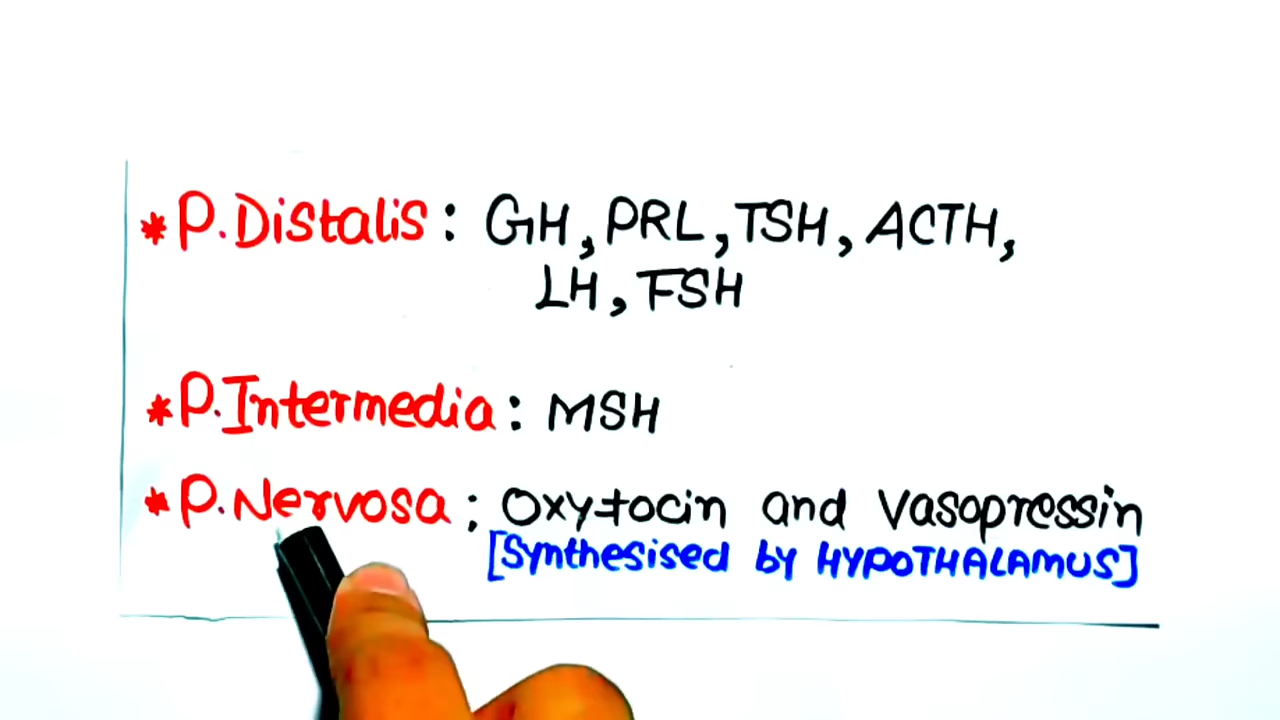 *P.Distalis: GH, PRL, TSH, ACTH,
LH, FSH
*P.Intermedia: MSH
*P.Nervosa; Oxytocin and Vasopressin
[Synthesised by HYPOTHALAMUS]